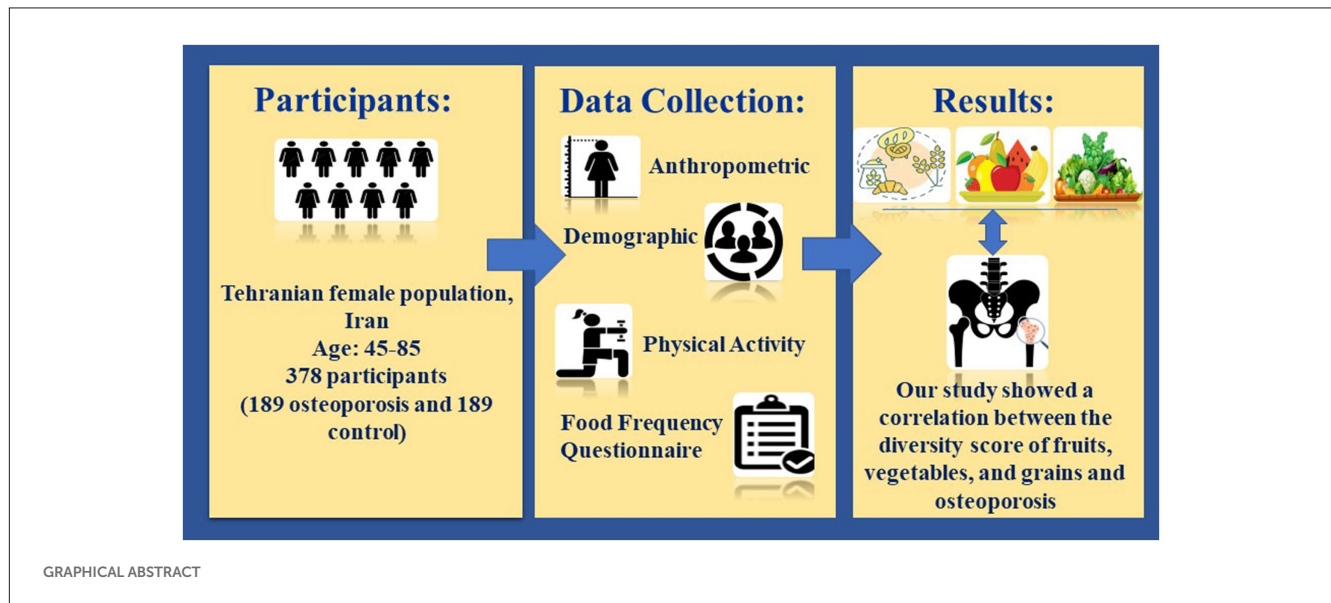 Participants:
Tehranian female population,
Iran
Age: 45-85
378 participants
(189 osteoporosis and 189
control)
Data Collection:
Anthropometric
Demographic
Physical Activity
Food Frequency
Questionnaire
Results:
Our study showed a
correlation between the
diversity score of fruits,
vegetables, and grains and
osteoporosis
GRAPHICAL ABSTRACT